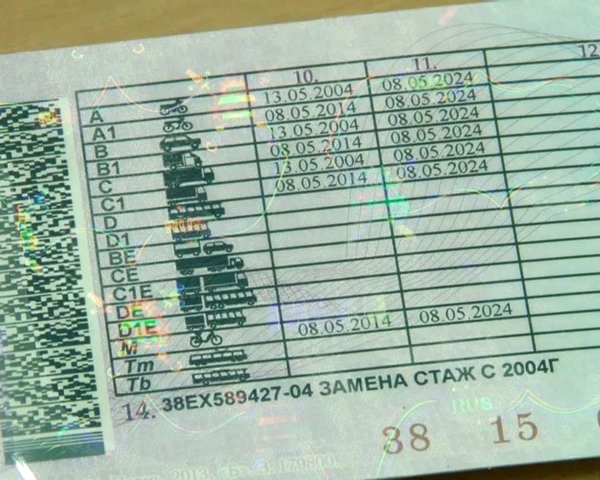 10. 11. 12
A 13.05.2004 08.05.2024
A1 08.05.2014 08.05.2024
B 13.05.2004 08.05.2024
B1 08.05.2014 08.05.2024
C 13.05.2004 08.05.2024
C1 08.05.2014 08.05.2024
D
D1
BE
CE
C1E
DE
D1E
M 08.05.2014 08.05.2024
Tm
Tb
14. 38EX589427-04 ЗАМЕНА СТАЖ С 2004Г
RUS
38 15